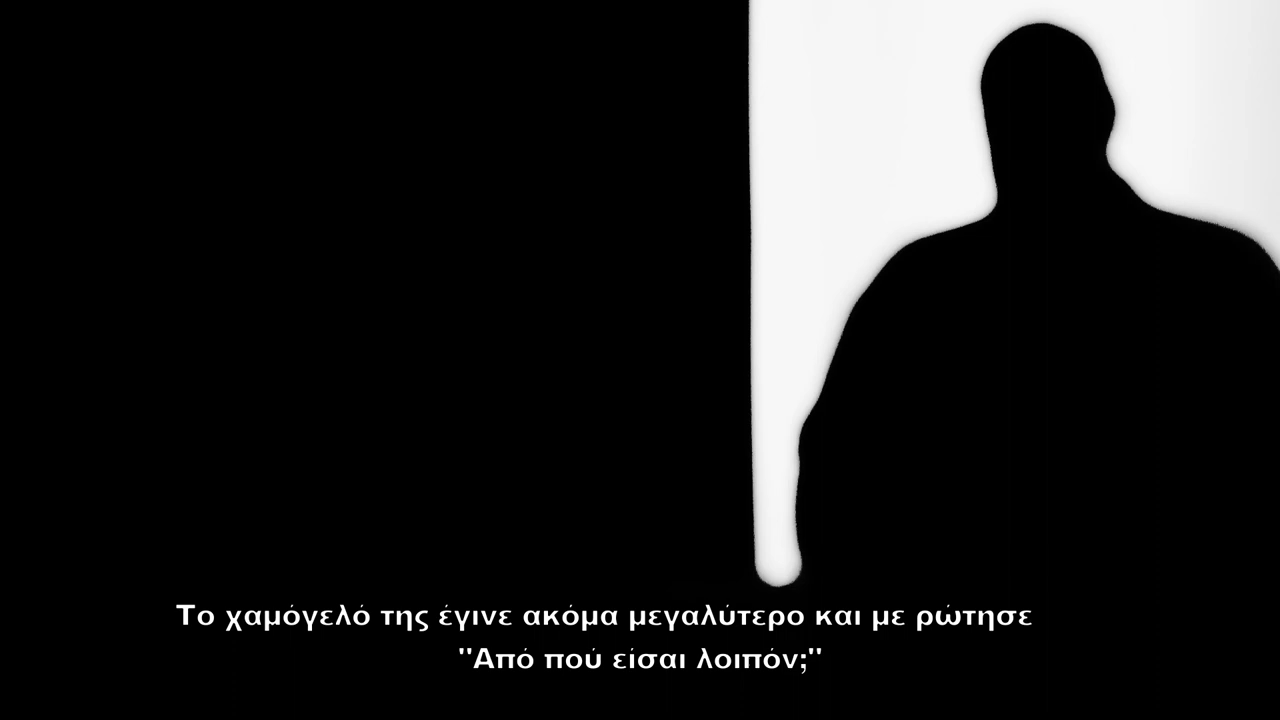 Το χαμόγελό της έγινε ακόμα μεγαλύτερο και με ρώτησε
"Από πού είσαι λοιπόν;"